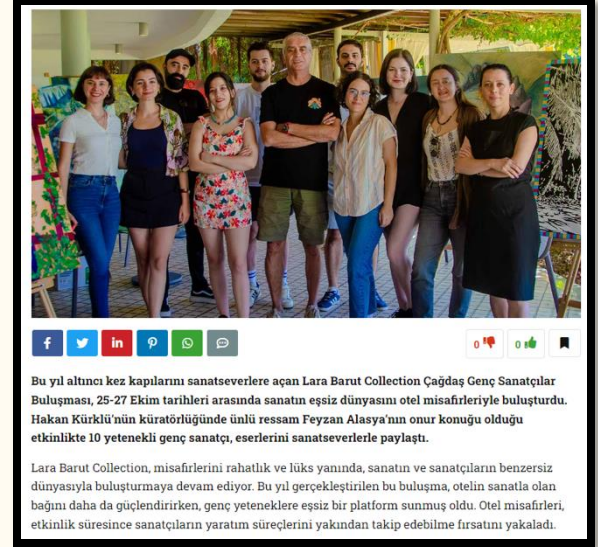 0
0
Bu yıl altıncı kez kapılarını sanatseverlere açan Lara Barut Collection Çağdaş Genç Sanatçılar
Buluşması, 25-27 Ekim tarihleri arasında sanatın eşsiz dünyasını otel misafirleriyle buluşturdu.
Hakan Kürklü'nün küratörlüğünde ünlü ressam Feyzan Alasya'nın onur konuğu olduğu
etkinlikte 10 yetenekli genç sanatçı, eserlerini sanatseverlerle paylaştı.
Lara Barut Collection, misafirlerini rahatlık ve lüks yanında, sanatın ve sanatçıların benzersiz
dünyasıyla buluşturmaya devam ediyor. Bu yıl gerçekleştirilen bu buluşma, otelin sanatla olan
bağını daha da güçlendirirken, genç yeteneklere eşsiz bir platform sunmuş oldu. Otel misafirleri,
etkinlik süresince sanatçıların yaratım süreçlerini yakından takip edebilme fırsatını yakaladı.